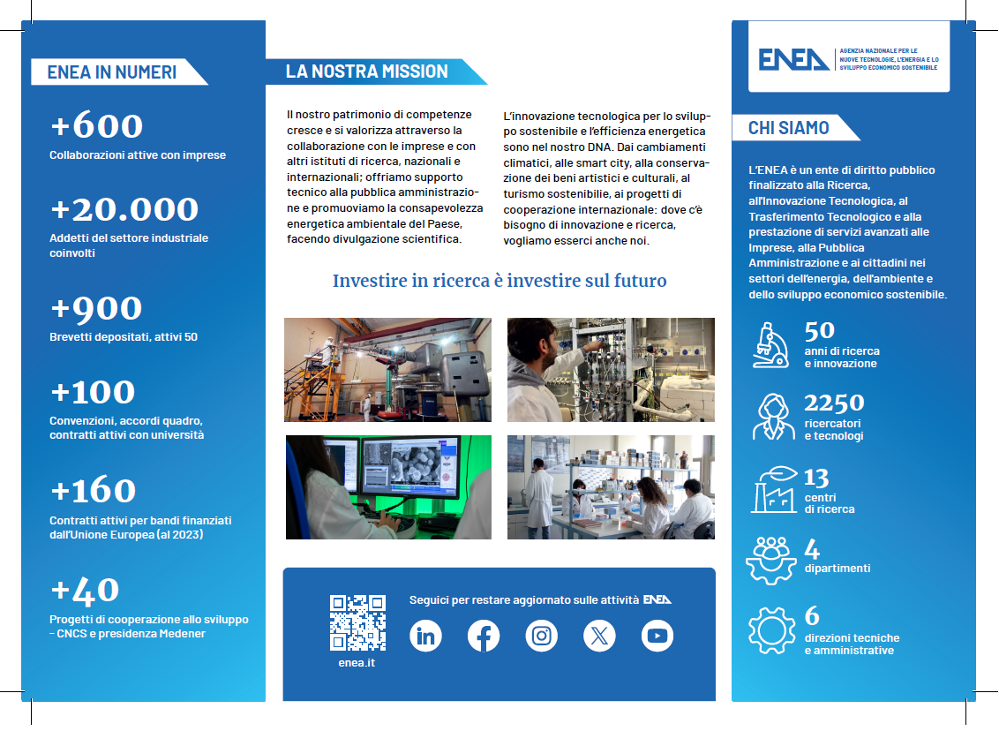 ENEA IN NUMERI
+600
Collaborazioni attive con imprese
+20.000
Addetti del settore industriale
coinvolti
+900
Brevetti depositati, attivi 50
+100
Convenzioni, accordi quadro,
contratti attivi con università
+160
Contratti attivi per bandi finanziati
dall'Unione Europea (al 2023)
+40
Progetti di cooperazione allo sviluppo
- CNCS e presidenza Medener
LA NOSTRA MISSION
Il nostro patrimonio di competenze
cresce e si valorizza attraverso la
collaborazione con le imprese e con
altri istituti di ricerca, nazionali e
internazionali; offriamo supporto
tecnico alla pubblica amministrazio-
ne e promuoviamo la consapevolezza
energetica ambientale del Paese,
facendo divulgazione scientifica.
L'innovazione tecnologica per lo svilup-
po sostenibile e l'efficienza energetica
sono nel nostro DNA. Dai cambiamenti
climatici, alle smart city, alla conserva-
zione dei beni artistici e culturali, al
turismo sostenibilie, ai progetti di
cooperazione internazionale: dove c'è
bisogno di innovazione e ricerca,
vogliamo esserci anche noi.
Investire in ricerca è investire sul futuro
Seguici per restare aggiornato sulle attività ENEA
enea.it
ENEA
AGENZIA NAZIONALE PER LE
NUOVE TECNOLOGIE, L'ENERGIA E LO
SVILUPPO ECONOMICO SOSTENIBILE
CHI SIAMO
L'ENEA è un ente di diritto pubblico
finalizzato alla Ricerca,
all'Innovazione Tecnologica, al
Trasferimento Tecnologico e alla
prestazione di servizi avanzati alle
Imprese, alla Pubblica
Amministrazione e ai cittadini nei
settori dell'energia, dell'ambiente e
dello sviluppo economico sostenibile.
50
anni di ricerca
e innovazione
2250
ricercatori
e tecnologi
13
centri
di ricerca
4
dipartimenti
6
direzioni tecniche
e amministrative